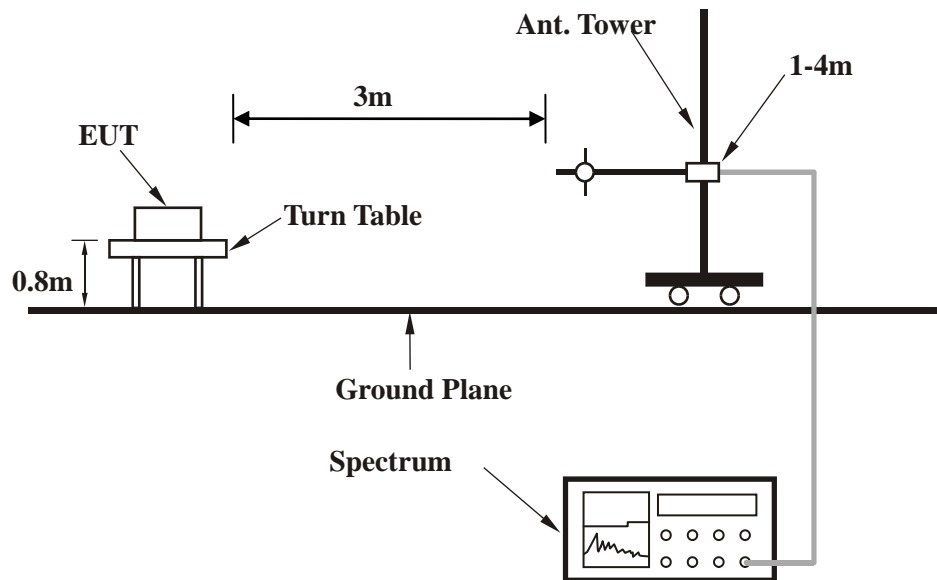 Ant. Tower
1-4m
3m
EUT
Turn Table
0.8m
Ground Plane
Spectrum